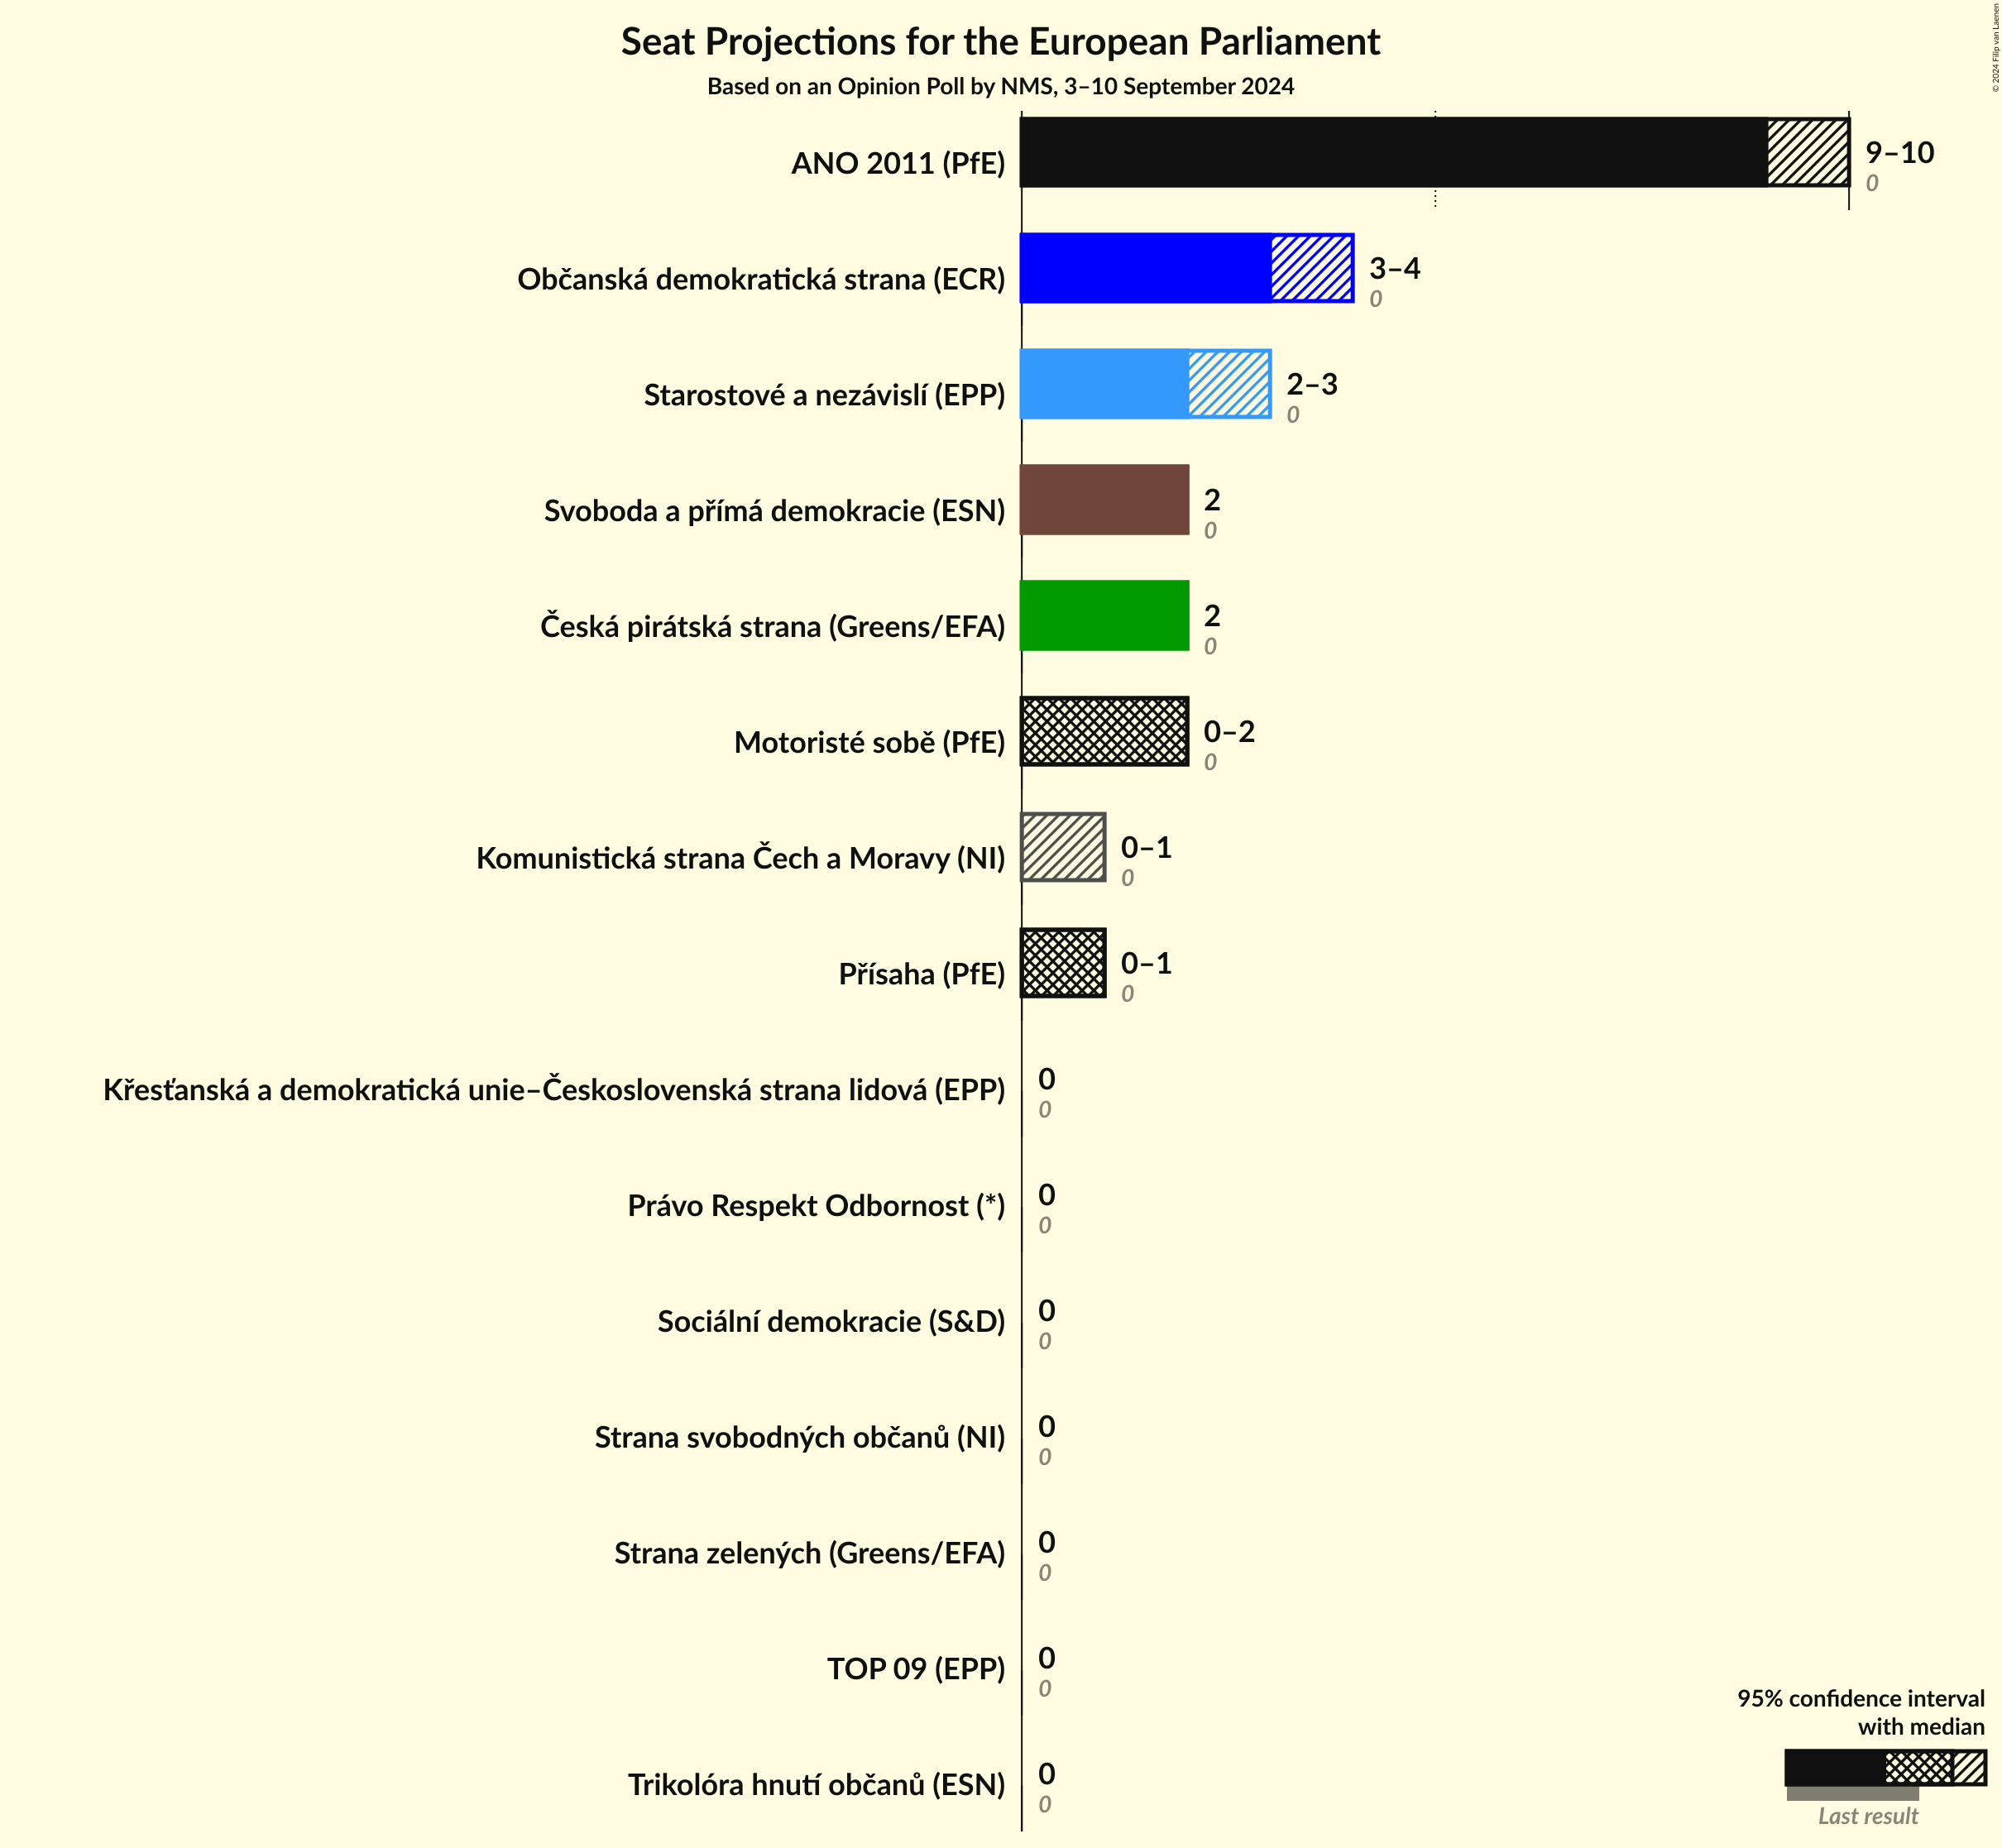 Seat Projections for the European Parliament
Based on an Opinion Poll by NMS, 3–10 September 2024
© 2024 Filip van Laenen
ANO 2011 (PfE)
9–10
0
Občanská demokratická strana (ECR)
3–4
0
Starostové a nezávislí (EPP)
2–3
0
Svoboda a přímá demokracie (ESN)
2
0
Česká pirátská strana (Greens/EFA)
2
0
Motoristé sobě (PfE)
0–2
0
Komunistická strana Čech a Moravy (NI)
0–1
0
Přísaha (PfE)
0–1
0
Křesťanská a demokratická unie–Československá strana lidová (EPP)
0
0
Právo Respekt Odbornost (*)
0
0
Sociální demokracie (S&D)
0
0
Strana svobodných občanů (NI)
0
0
Strana zelených (Greens/EFA)
0
0
TOP 09 (EPP)
0
0
Trikolóra hnutí občanů (ESN)
0
0
95% confidence interval
with median
Last result